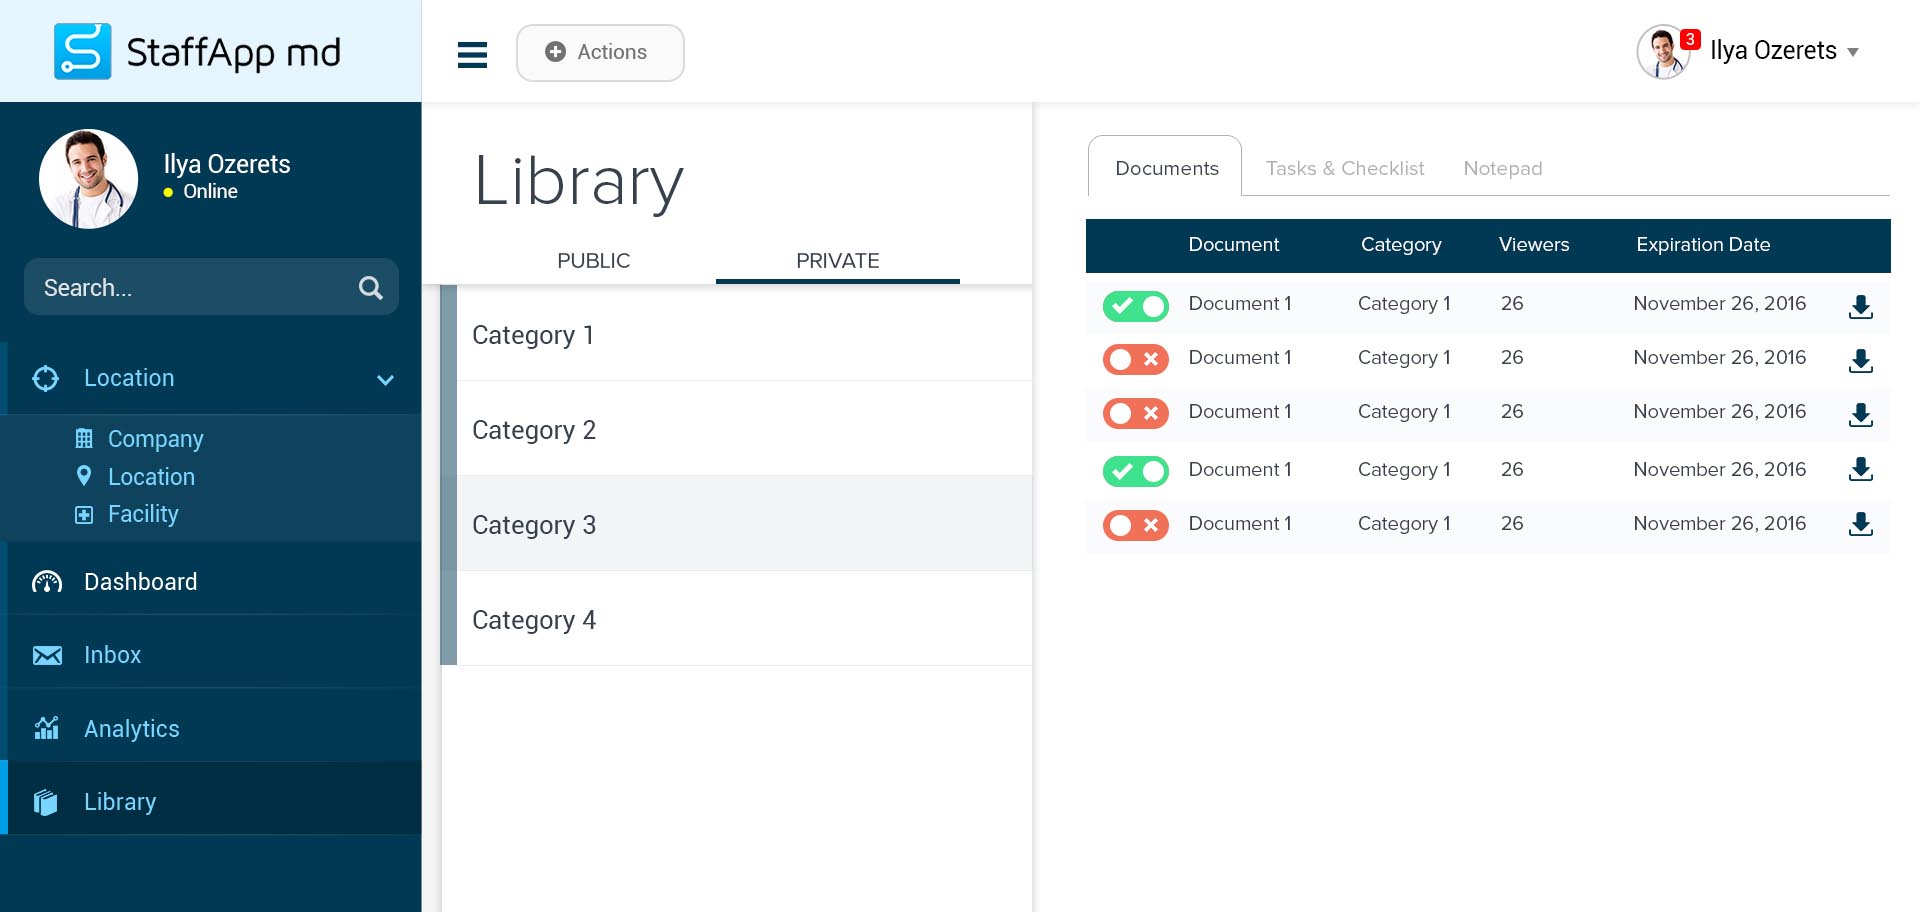 StaffApp md
Actions
3
Ilya Ozerets
Ilya Ozerets
Online
Search...
Location
Company
Location
Facility
Dashboard
Inbox
Analytics
Library
Library
PUBLIC PRIVATE
Category 1
Category 2
Category 3
Category 4
Documents Tasks & Checklist Notepad
Document Category Viewers Expiration Date
Document 1 Category 1 26 November 26, 2016
Document 1 Category 1 26 November 26, 2016
Document 1 Category 1 26 November 26, 2016
Document 1 Category 1 26 November 26, 2016
Document 1 Category 1 26 November 26, 2016